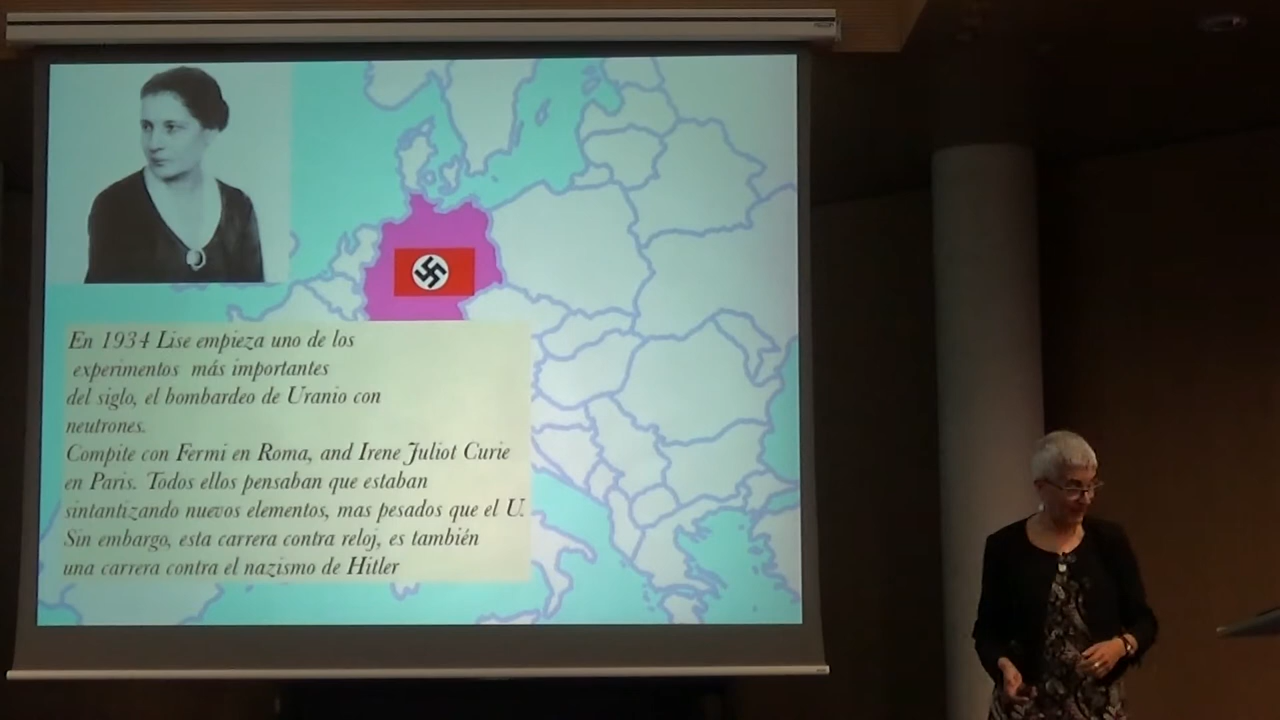 En 1934 Lise empieza uno de los
experimentos más importantes
del siglo, el bombardeo de Uranio con
neutrones.
Compite con Fermi en Roma, and Irene Juliot Curie
en Paris. Todos ellos pensaban que estaban
sintantizando nuevos elementos, mas pesados que el U.
Sin embargo, esta carrera contra reloj, es también
una carrera contra el nazismo de Hitler